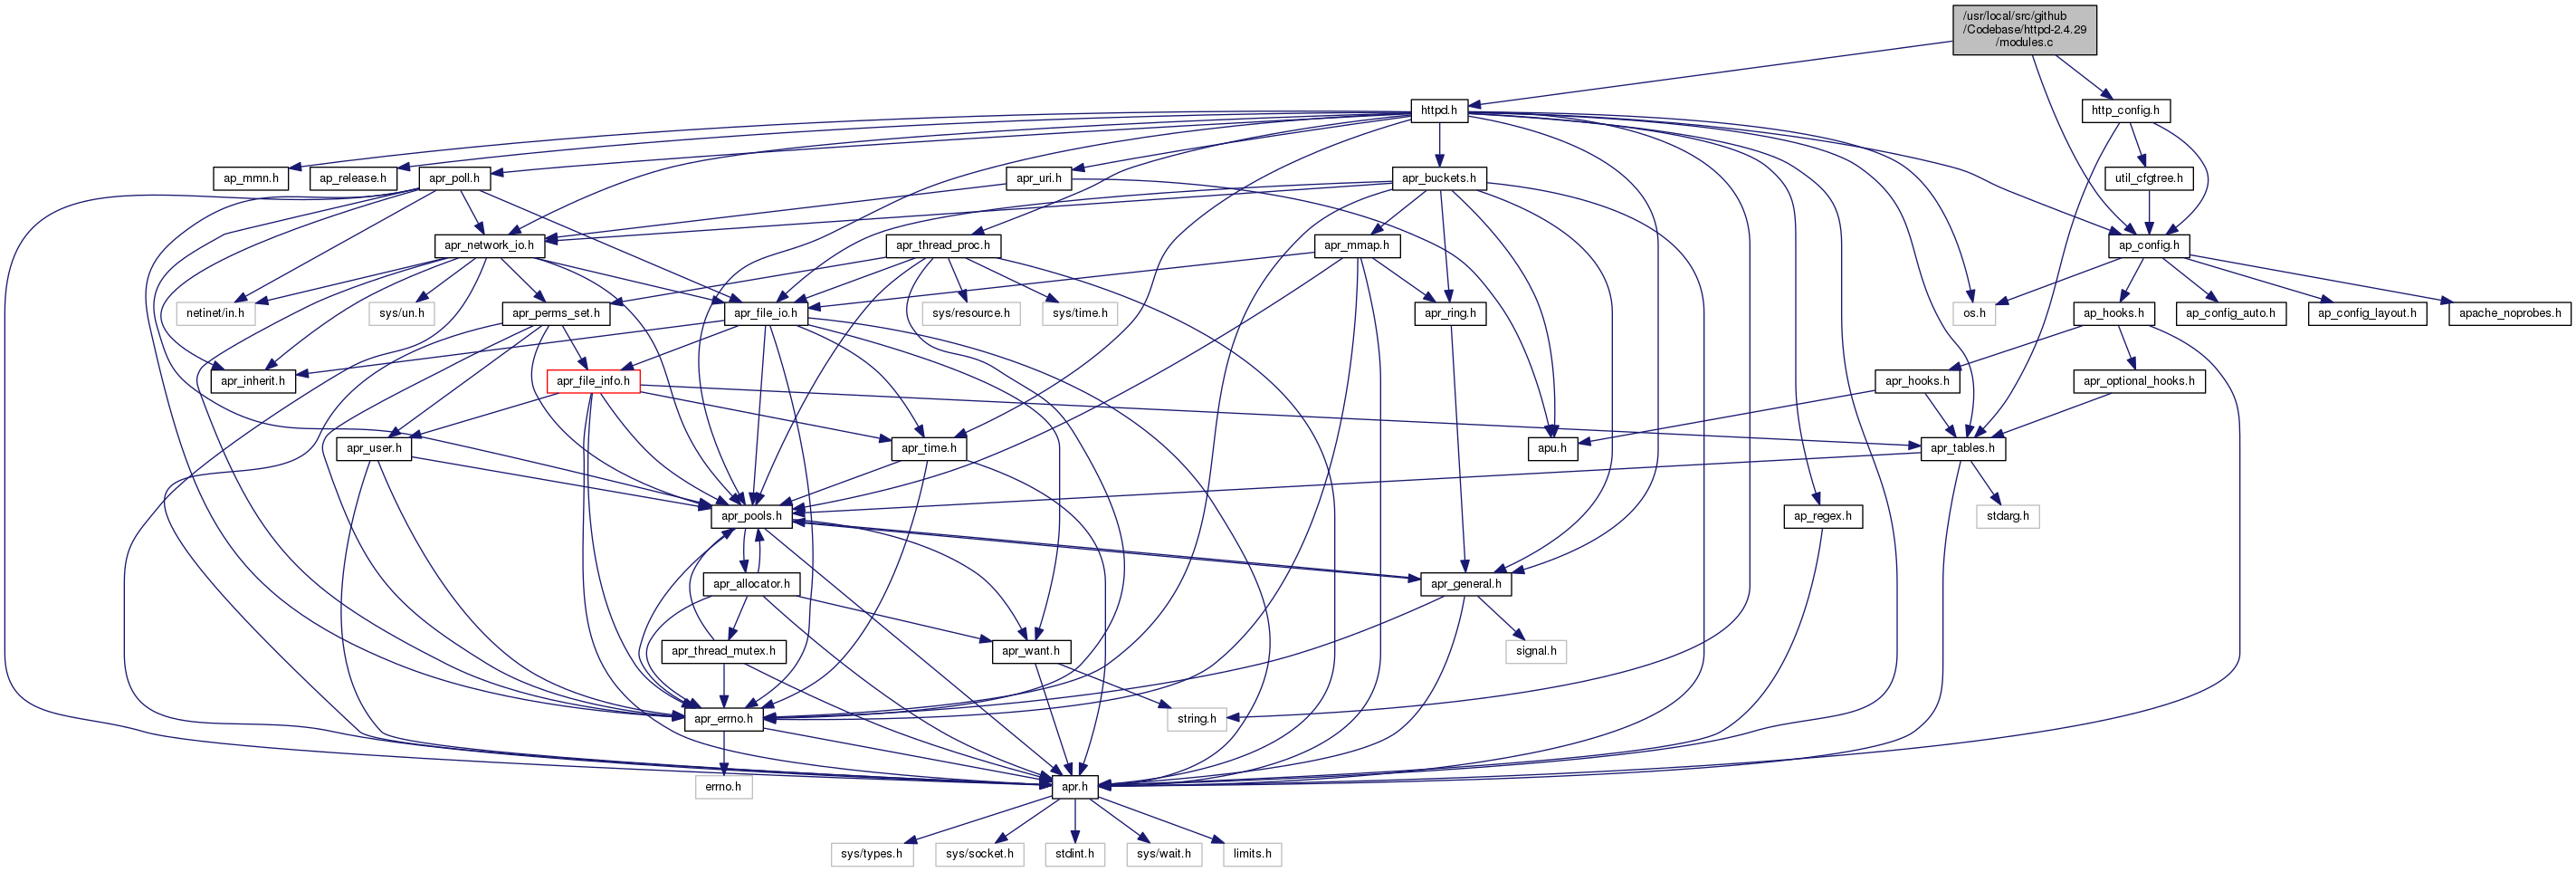 /usr/local/src/github
/Codebase/httpd-2.4.29
/modules.c
httpd.h
http_config.h
ap_mmn.h
ap_release.h
apr_poll.h
apr_uri.h
apr_buckets.h
util_cfgtree.h
apr_network_io.h
apr_thread_proc.h
apr_mmap.h
ap_config.h
netinet/in.h
sys/un.h
apr_perms_set.h
apr_file_io.h
sys/resource.h
sys/time.h
apr_ring.h
os.h
ap_hooks.h
ap_config_auto.h
ap_config_layout.h
apache_noprobes.h
apr_inherit.h
apr_file_info.h
apr_hooks.h
apr_optional_hooks.h
apr_user.h
apr_time.h
apu.h
apr_tables.h
apr_pools.h
ap_regex.h
stdarg.h
apr_allocator.h
apr_general.h
apr_thread_mutex.h
apr_want.h
signal.h
apr_errno.h
string.h
errno.h
apr.h
sys/types.h
sys/socket.h
stdint.h
sys/wait.h
limits.h